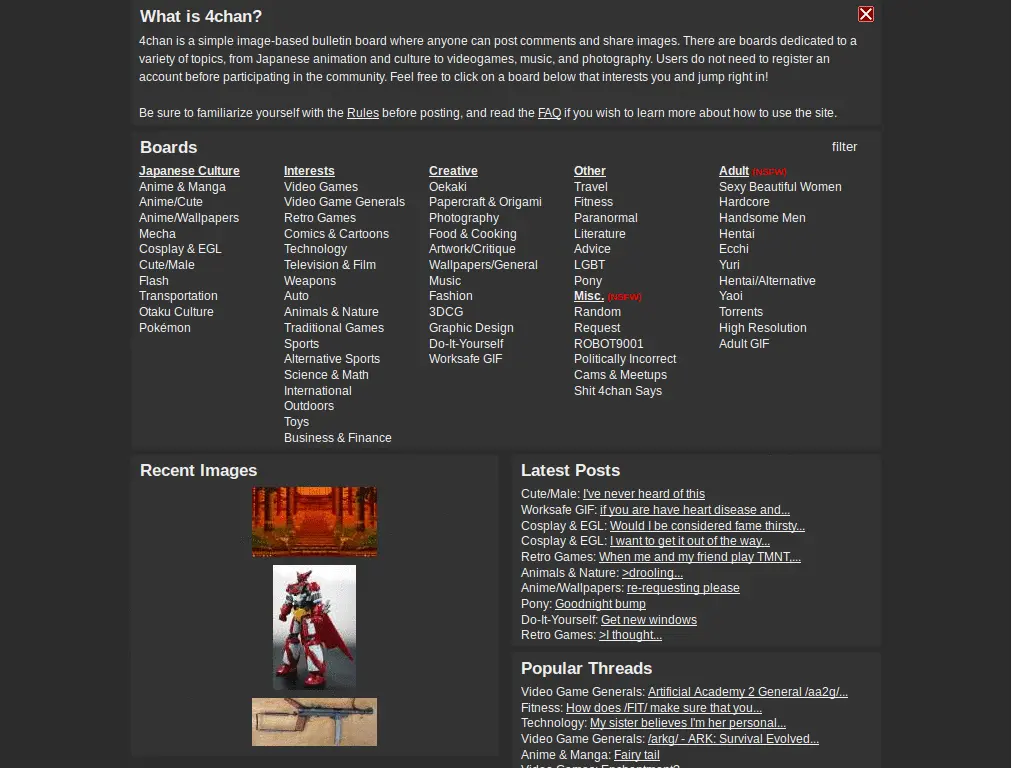 What is 4chan?
4chan is a simple image-based bulletin board where anyone can post comments and share images. There are boards dedicated to a
variety of topics, from Japanese animation and culture to videogames, music, and photography. Users do not need to register an
account before participating in the community. Feel free to click on a board below that interests you and jump right in!
Be sure to familiarize yourself with the Rules before posting, and read the FAQ if you wish to learn more about how to use the site.
Boards
filter
Japanese Culture
Anime & Manga
Anime/Cute
Anime/Wallpapers
Mecha
Cosplay & EGL
Cute/Male
Flash
Transportation
Otaku Culture
Pokémon
Interests
Video Games
Video Game Generals
Retro Games
Comics & Cartoons
Technology
Television & Film
Weapons
Auto
Animals & Nature
Traditional Games
Sports
Alternative Sports
Science & Math
International
Outdoors
Toys
Business & Finance
Creative
Oekaki
Papercraft & Origami
Photography
Food & Cooking
Artwork/Critique
Wallpapers/General
Music
Fashion
3DCG
Graphic Design
Do-It-Yourself
Worksafe GIF
Other
Travel
Fitness
Paranormal
Literature
Advice
LGBT
Pony
Misc. (NSFW)
Random
Request
ROBOT9001
Politically Incorrect
Cams & Meetups
Shit 4chan Says
Adult (NSFW)
Sexy Beautiful Women
Hardcore
Handsome Men
Hentai
Ecchi
Yuri
Hentai/Alternative
Yaoi
Torrents
High Resolution
Adult GIF
Recent Images
Latest Posts
Cute/Male: I've never heard of this
Worksafe GIF: if you are have heart disease and...
Cosplay & EGL: Would I be considered fame thirsty...
Cosplay & EGL: I want to get it out of the way...
Retro Games: When me and my friend play TMNT,...
Animals & Nature: >drooling...
Anime/Wallpapers: re-requesting please
Pony: Goodnight bump
Do-It-Yourself: Get new windows
Retro Games: >I thought...
Popular Threads
Video Game Generals: Artificial Academy 2 General /aa2g/...
Fitness: How does /FIT/ make sure that you...
Technology: My sister believes I'm her personal...
Video Game Generals: /arkg/ - ARK: Survival Evolved...
Anime & Manga: Fairy tail
Video Games: Enchantment?